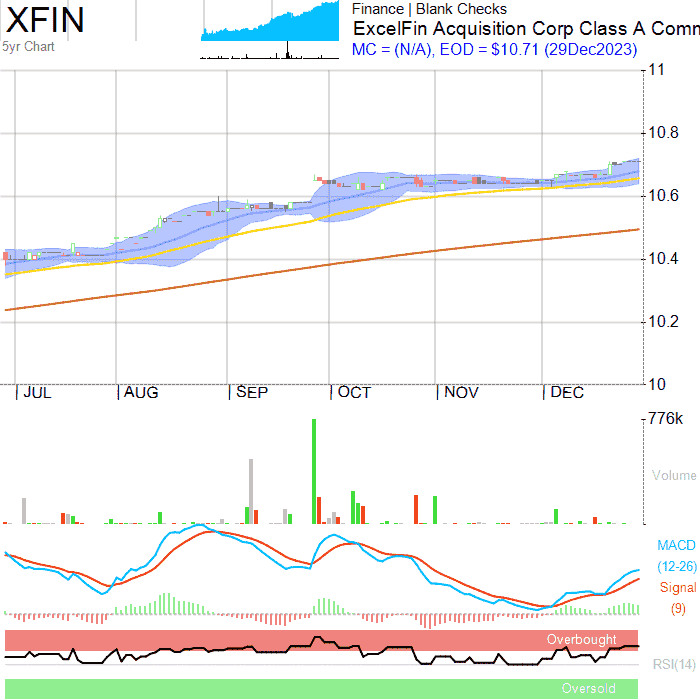 XFIN
5yr Chart
Finance | Blank Checks
ExcelFin Acquisition Corp Class A Comm
MC = (N/A), EOD = $10.71 (29Dec2023)
11
10.8
10.6
10.4
10.2
10
JUL AUG SEP OCT NOV DEC
776k
Volume
MACD
(12-26)
Signal
(9)
Overbought
RSI(14)
Oversold